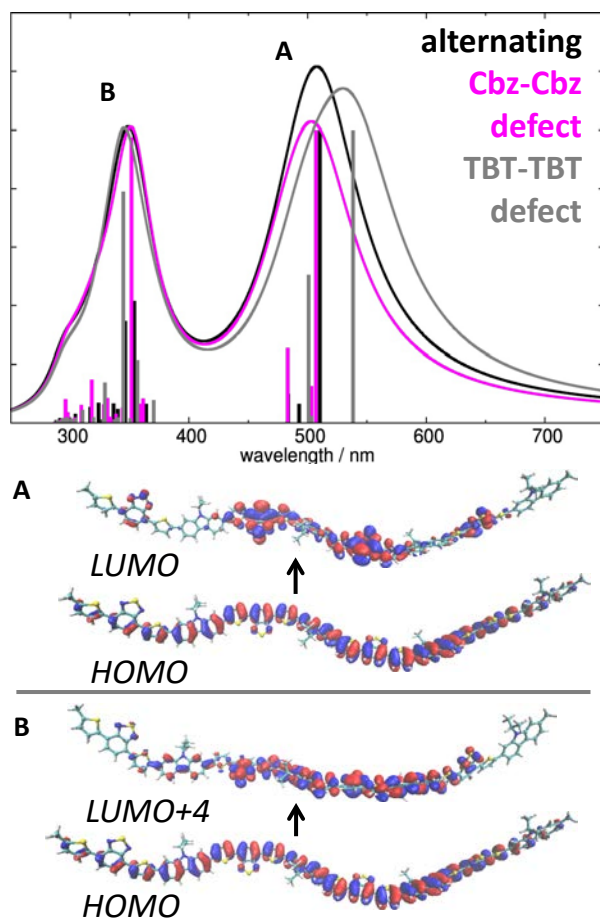 A
B
alternating
Cbz-Cbz
defect
TBT-TBT
defect
300
400
500
600
700
wavelength / nm
A
LUMO
HOMO
B
LUMO+4
HOMO